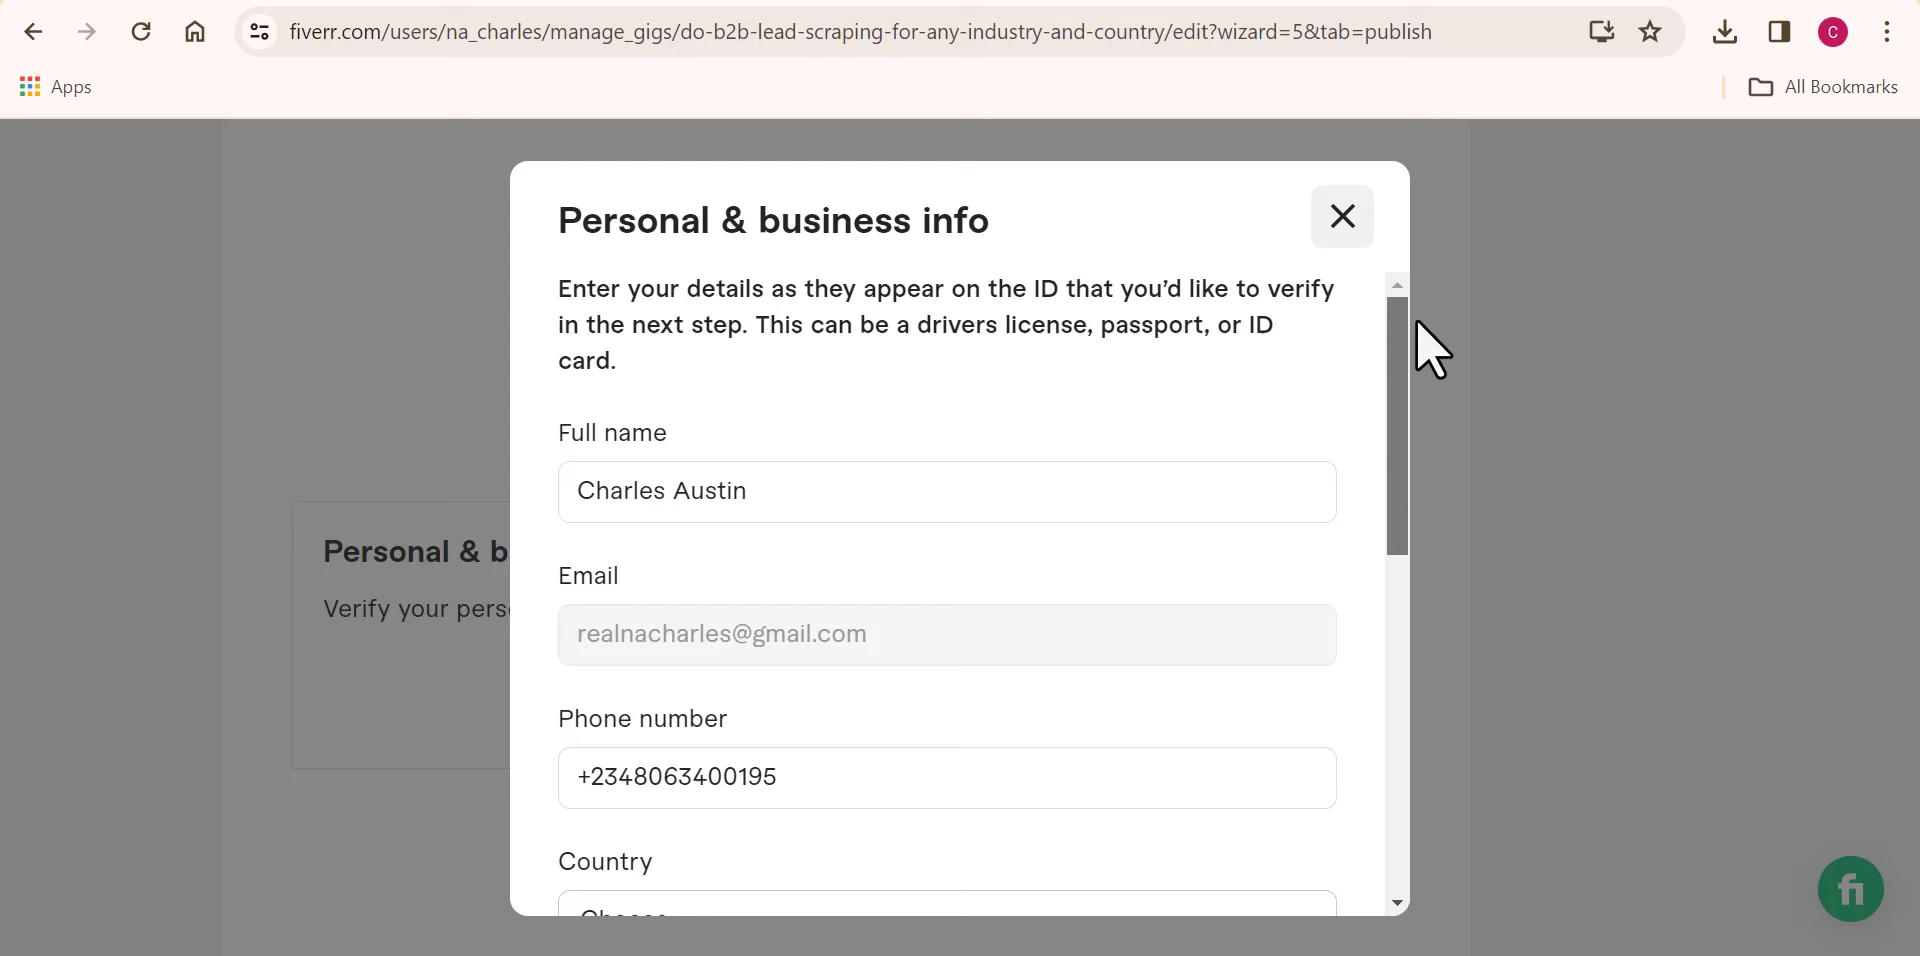 fiverr.com/users/na_charles/manage_gigs/do-b2b-lead-scraping-for-any-industry-and-country/edit?wizard=5&tab=publish
C
Apps
All Bookmarks
Personal & business info
Enter your details as they appear on the ID that you’d like to verify
in the next step. This can be a drivers license, passport, or ID
card.
Full name
Charles Austin
Personal & b
Verify your pers
Email
realnacharles@gmail.com
Phone number
+2348063400195
Country
fi